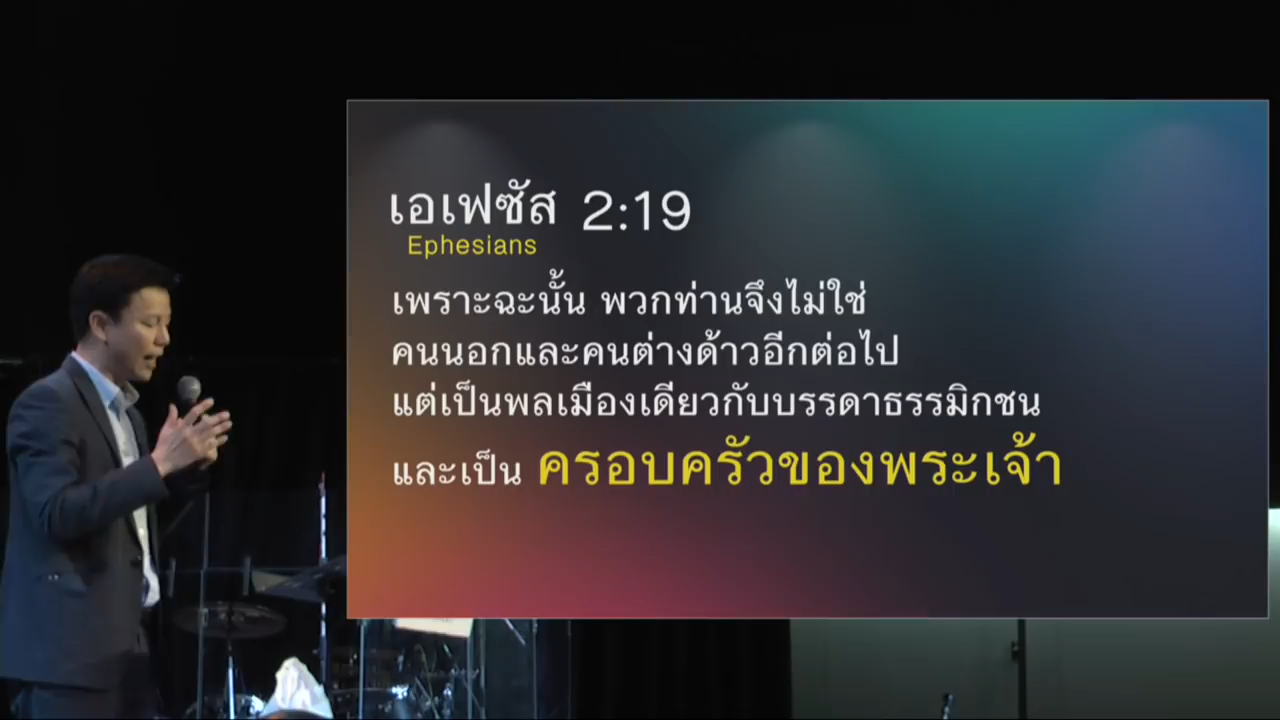 เอเฟซัส 2:19
Ephesians
เพราะฉะนั้น พวกท่านจึงไม่ใช่
คนนอกและคนต่างด้าวอีกต่อไป
แต่เป็นพลเมืองเดียวกับบรรดาธรรมิกชน
และเป็น ครอบครัวของพระเจ้า